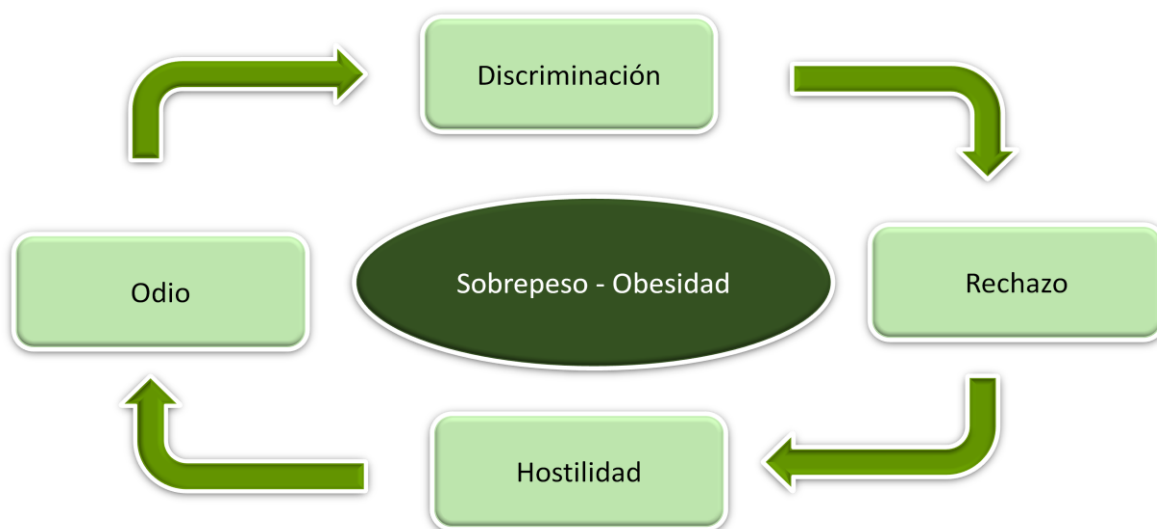 Discriminación
Odio
Sobrepeso - Obesidad
Rechazo
Hostilidad